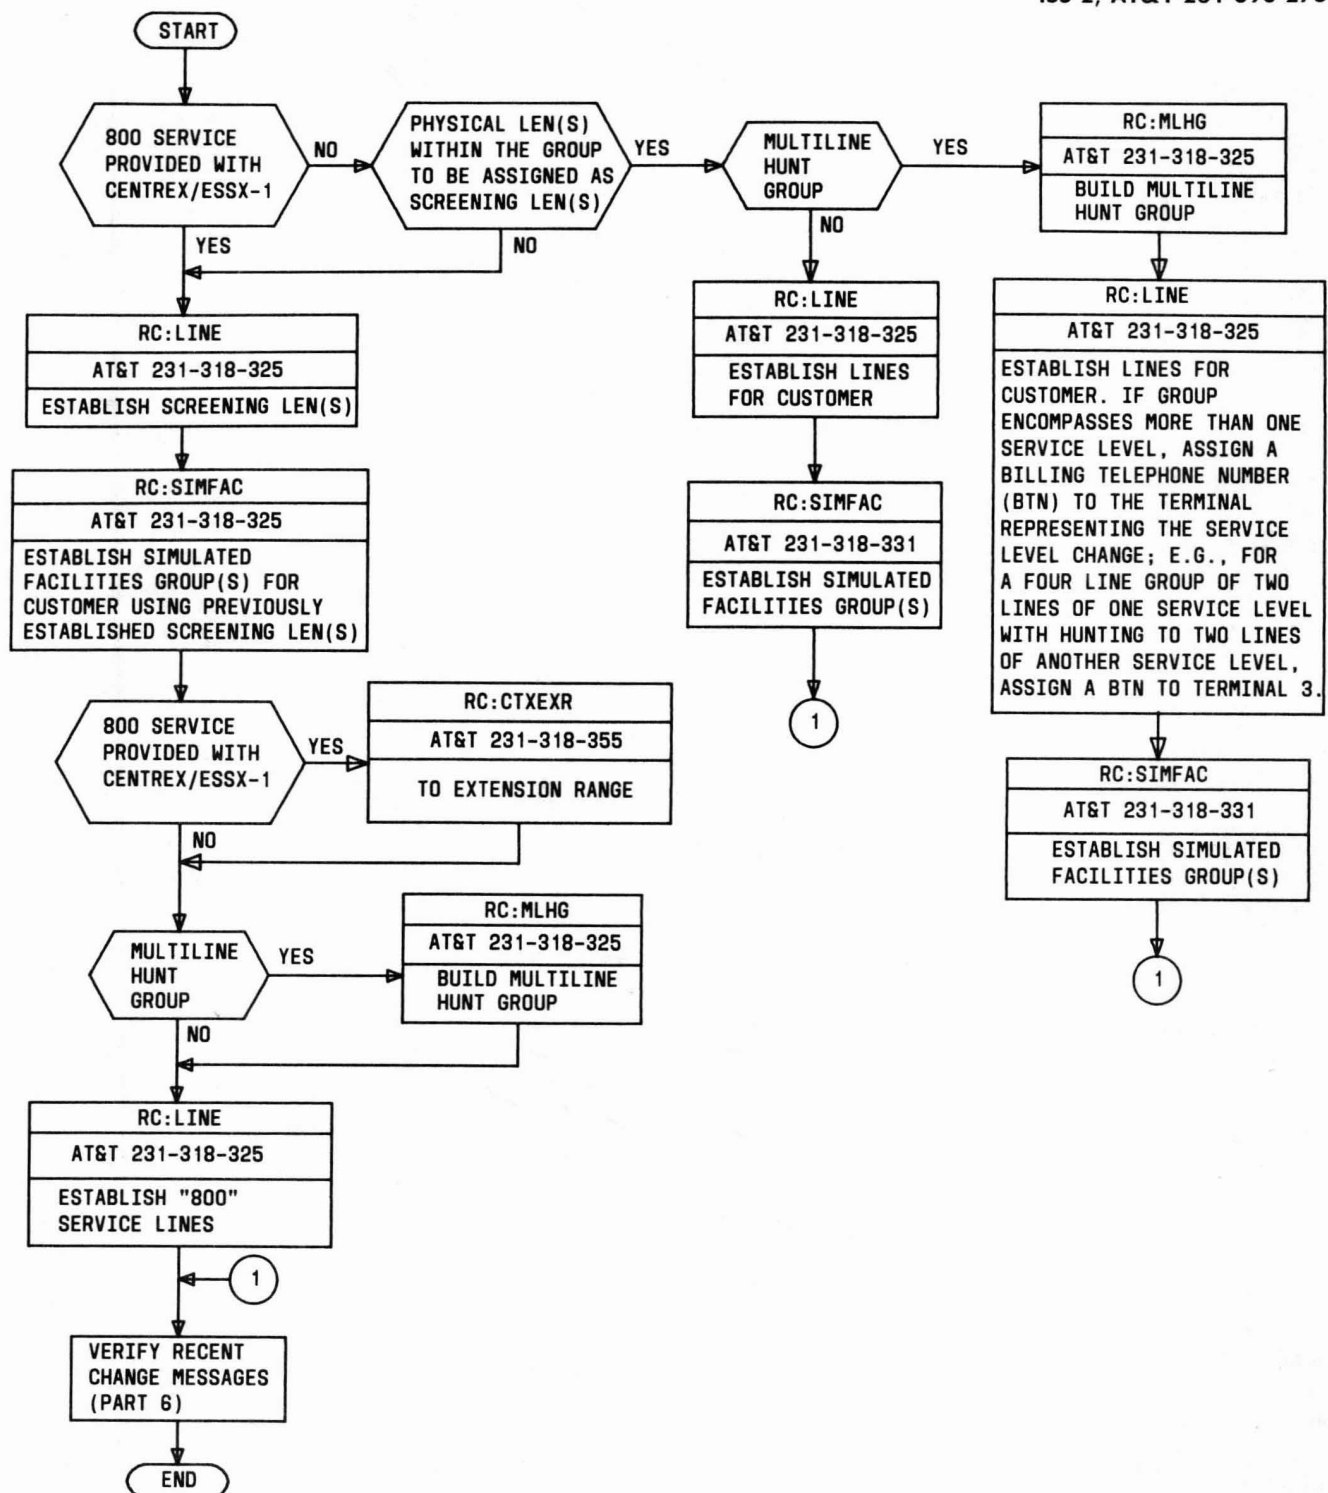 START
800 SERVICE
PROVIDED WITH
CENTREX/ESSX-1
NO
YES
PHYSICAL LEN(S)
WITHIN THE GROUP
TO BE ASSIGNED AS
SCREENING LEN(S)
YES
NO
MULTILINE
HUNT
GROUP
YES
NO
RC:MLHG
AT&T 231-318-325
BUILD MULTILINE
HUNT GROUP
RC:LINE
AT&T 231-318-325
ESTABLISH SCREENING LEN(S)
RC:SIMFAC
AT&T 231-318-325
ESTABLISH SIMULATED
FACILITIES GROUP(S) FOR
CUSTOMER USING PREVIOUSLY
ESTABLISHED SCREENING LEN(S)
800 SERVICE
PROVIDED WITH
CENTREX/ESSX-1
YES
NO
RC:CTXEXR
AT&T 231-318-355
TO EXTENSION RANGE
MULTILINE
HUNT
GROUP
YES
NO
RC:MLHG
AT&T 231-318-325
BUILD MULTILINE
HUNT GROUP
RC:LINE
AT&T 231-318-325
ESTABLISH "800"
SERVICE LINES
1
VERIFY RECENT
CHANGE MESSAGES
(PART 6)
END
RC:LINE
AT&T 231-318-325
ESTABLISH LINES
FOR CUSTOMER
RC:SIMFAC
AT&T 231-318-331
ESTABLISH SIMULATED
FACILITIES GROUP(S)
1
RC:LINE
AT&T 231-318-325
ESTABLISH LINES FOR
CUSTOMER. IF GROUP
ENCOMPASSES MORE THAN ONE
SERVICE LEVEL, ASSIGN A
BILLING TELEPHONE NUMBER
(BTN) TO THE TERMINAL
REPRESENTING THE SERVICE
LEVEL CHANGE; E.G., FOR
A FOUR LINE GROUP OF TWO
LINES OF ONE SERVICE LEVEL
WITH HUNTING TO TWO LINES
OF ANOTHER SERVICE LEVEL,
ASSIGN A BTN TO TERMINAL 3.
RC:SIMFAC
AT&T 231-318-331
ESTABLISH SIMULATED
FACILITIES GROUP(S)
1